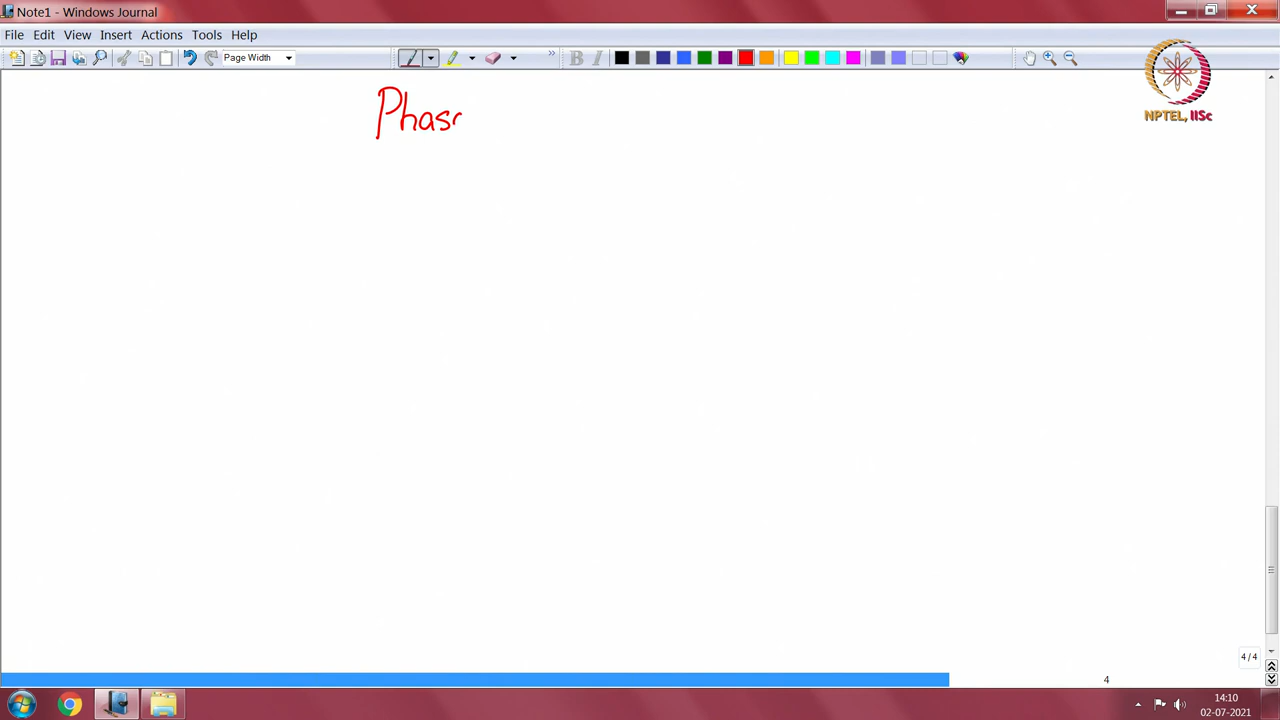 Note1 - Windows Journal
File Edit View Insert Actions Tools Help
Page Width
B I
NPTEL, IISc
Phas
4 / 4
4
14:10
02-07-2021